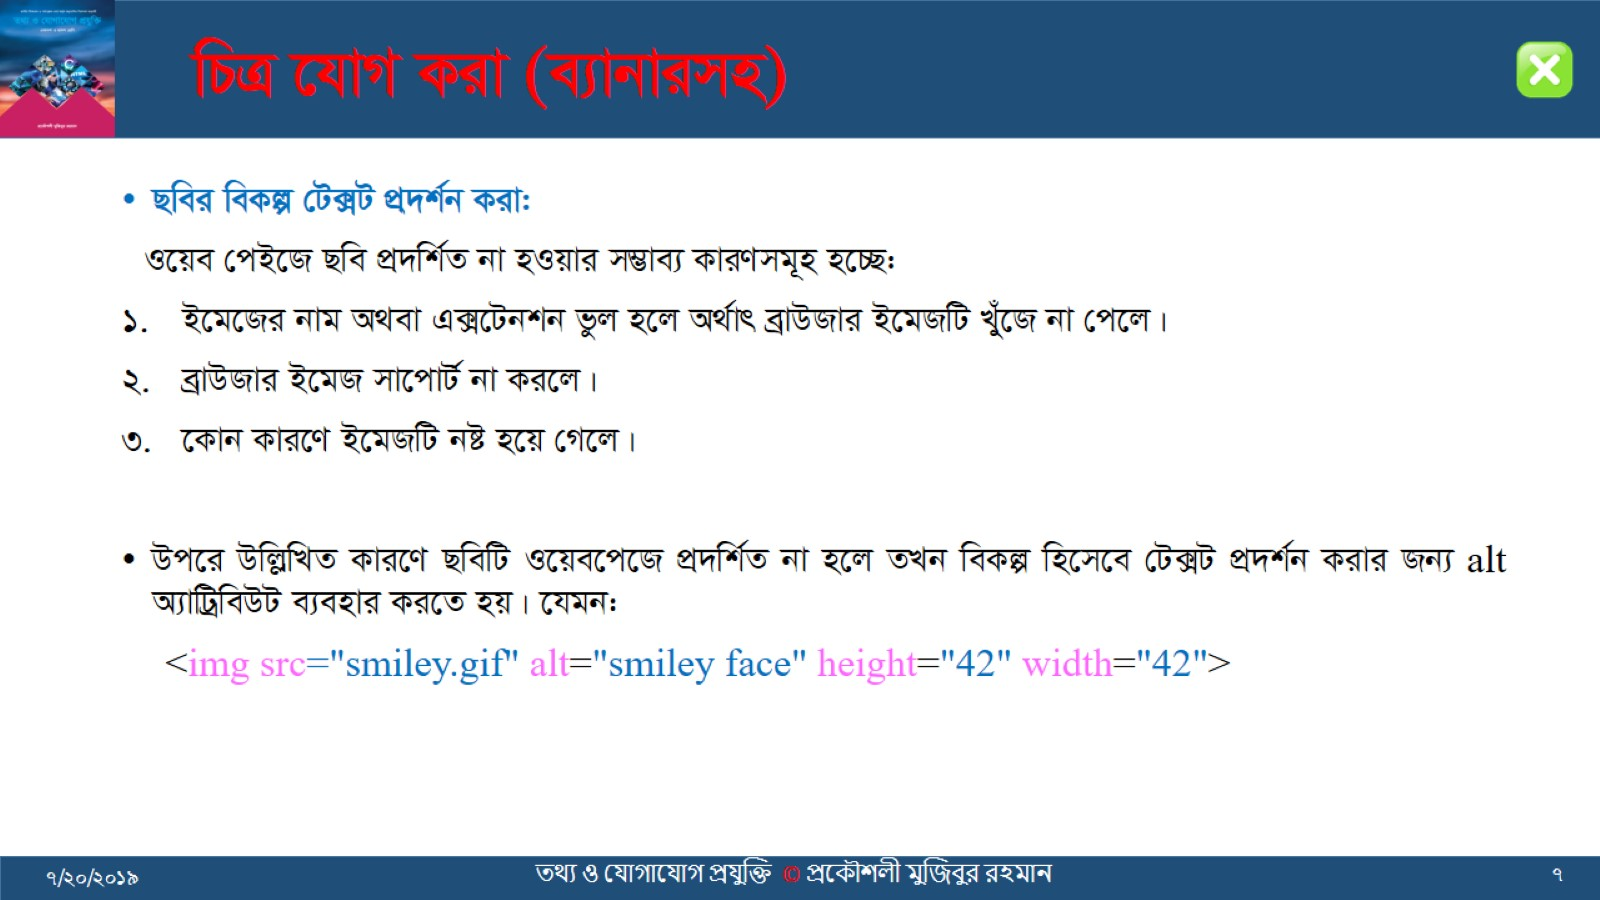 তথ্য ও যোগাযোগ প্রযুক্তি
চিত্র যোগ করা (ব্যানারসহ)
• ছবির বিকল্প টেক্সট প্রদর্শন করা:
ওয়েব পেইজে ছবি প্রদর্শিত না হওয়ার সম্ভাব্য কারণসমূহ হচ্ছে:
১. ইমেজের নাম অথবা এক্সটেনশন ভুল হলে অর্থাৎ ব্রাউজার ইমেজটি খুঁজে না পেলে।
২. ব্রাউজার ইমেজ সাপোর্ট না করলে।
৩. কোন কারণে ইমেজটি নষ্ট হয়ে গেলে।
• উপরে উল্লিখিত কারণে ছবিটি ওয়েবপেজে প্রদর্শিত না হলে তখন বিকল্প হিসেবে টেক্সট প্রদর্শন করার জন্য alt
অ্যাট্রিবিউট ব্যবহার করতে হয়। যেমন:
<img src="smiley.gif" alt="smiley face" height="42" width="42">
৭/২০/২০১৯
তথ্য ও যোগাযোগ প্রযুক্তি © প্রকৌশলী মুজিবুর রহমান
৭